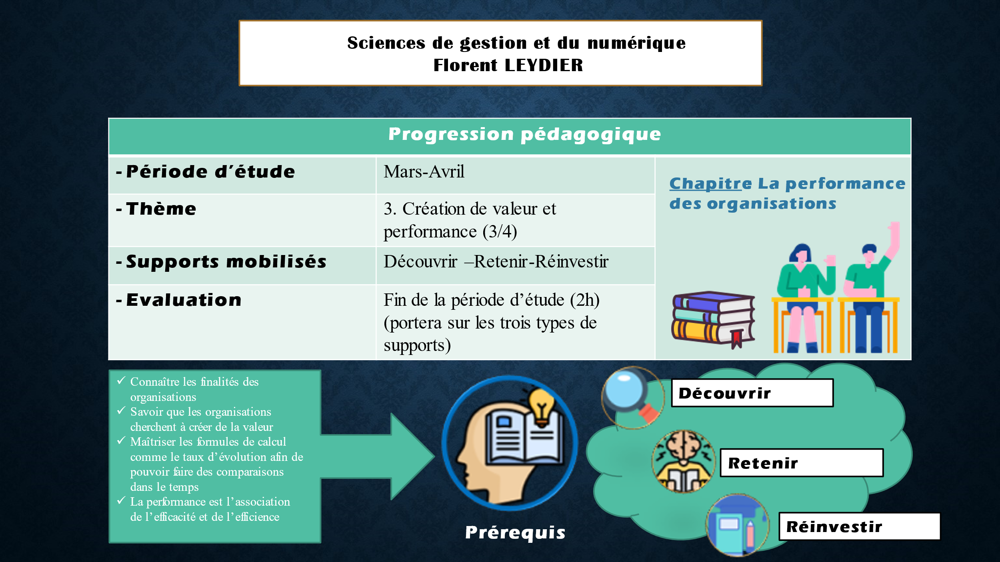 Sciences de gestion et du numérique
Florent LEYDIER
Progression pédagogique
- Période d’étude
Mars-Avril
Chapitre La performance
des organisations
- Thème
3. Création de valeur et
performance (3/4)
- Supports mobilisés
Découvrir –Retenir-Réinvestir
- Evaluation
Fin de la période d’étude (2h)
(portera sur les trois types de
supports)
✓ Connaître les finalités des
organisations
✓ Savoir que les organisations
cherchent à créer de la valeur
✓ Maîtriser les formules de calcul
comme le taux d’évolution afin de
pouvoir faire des comparaisons
dans le temps
✓ La performance est l’association
de l’efficacité et de l’efficience
Prérequis
Découvrir
Retenir
Réinvestir